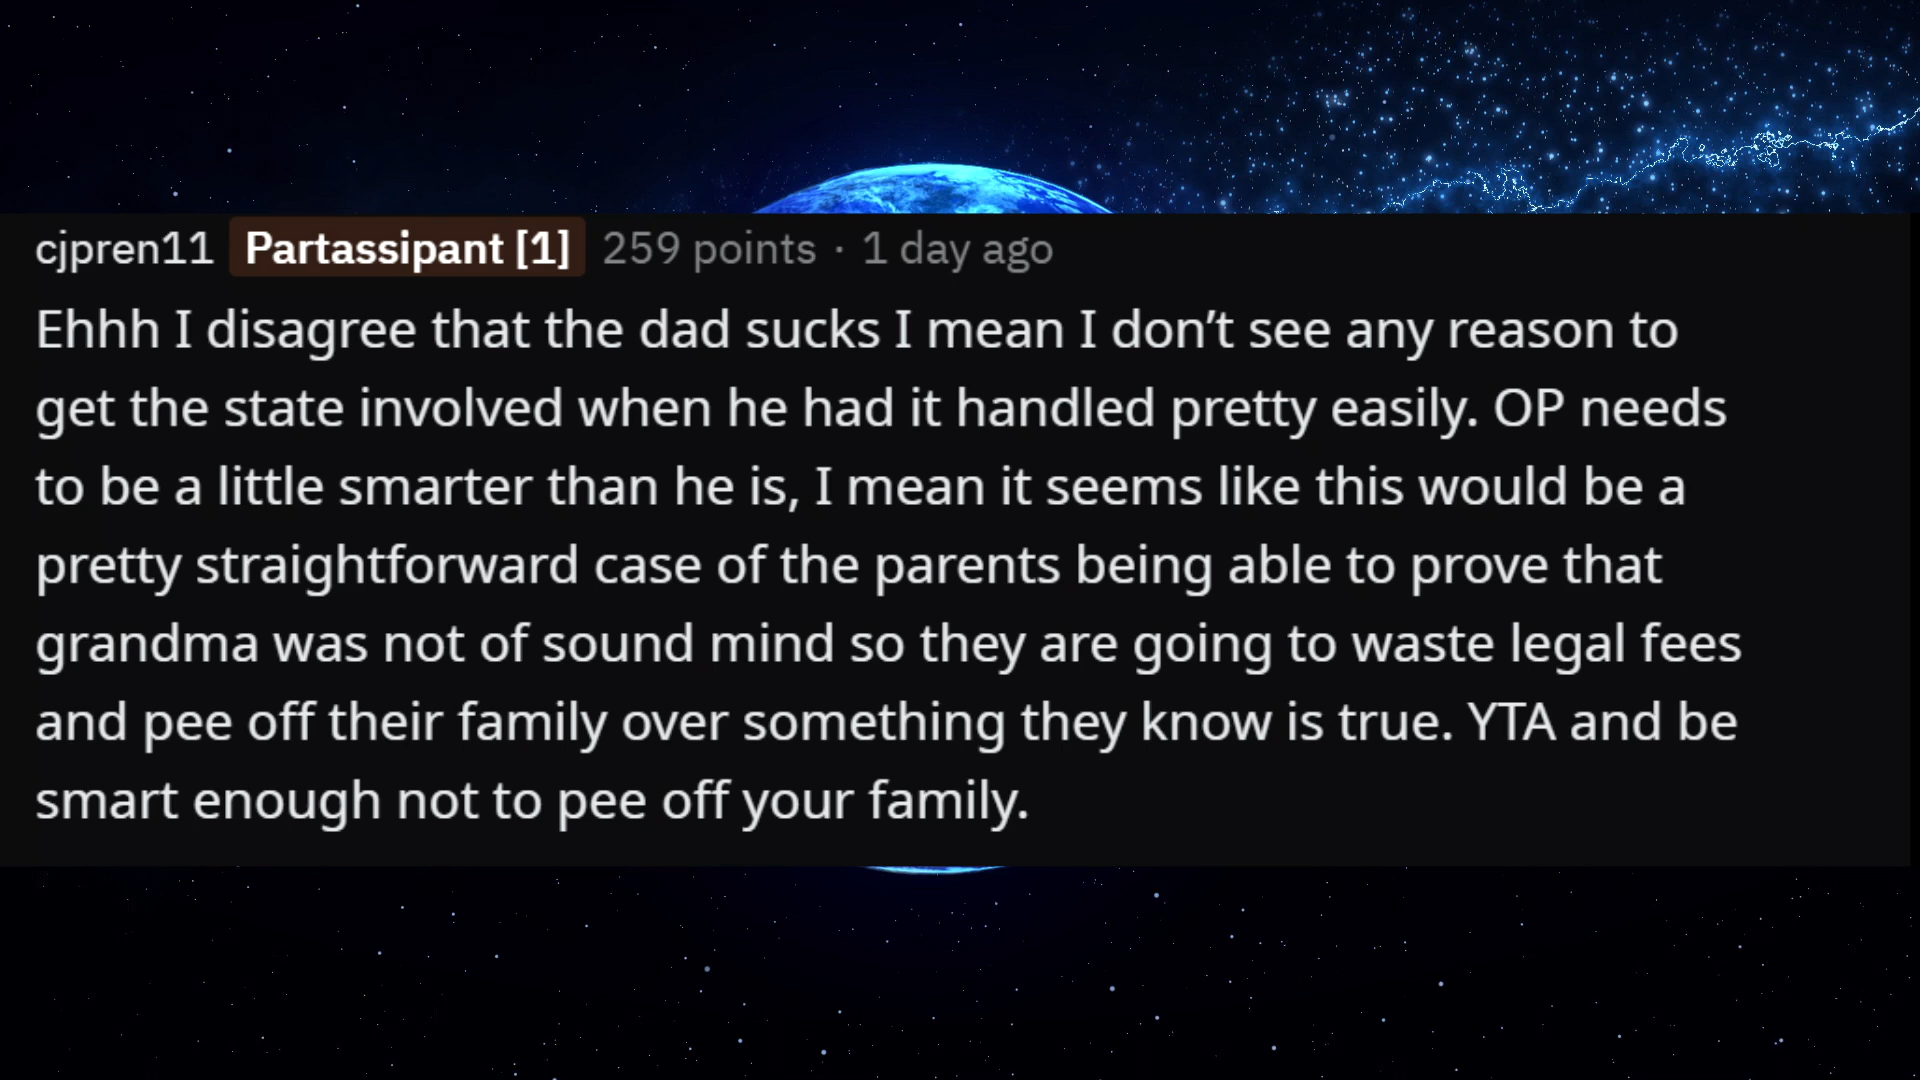 cjpren11 Partassipant [1] 259 points · 1 day ago
Ehhh I disagree that the dad sucks I mean I don’t see any reason to
get the state involved when he had it handled pretty easily. OP needs
to be a little smarter than he is, I mean it seems like this would be a
pretty straightforward case of the parents being able to prove that
grandma was not of sound mind so they are going to waste legal fees
and pee off their family over something they know is true. YTA and be
smart enough not to pee off your family.